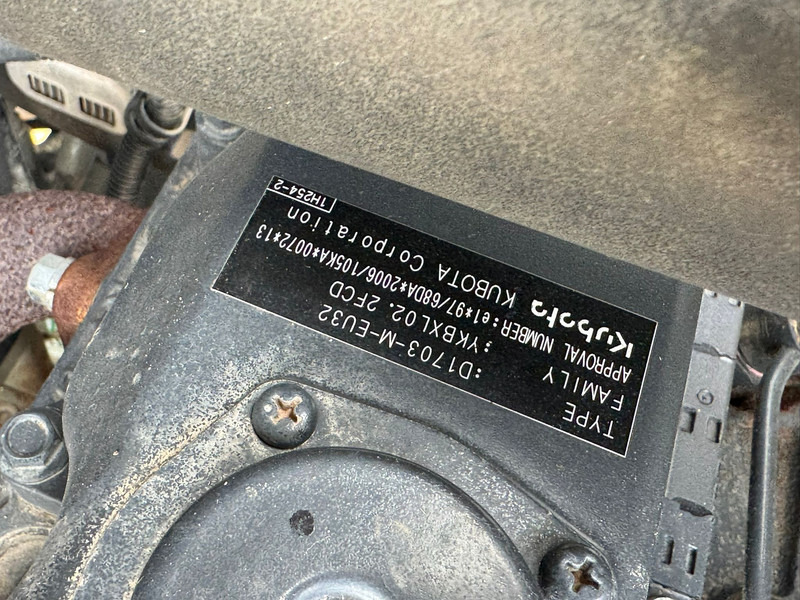 TYPE :D1703-M-EU32
FAMILY :YKBXL02.2FCD
APPROVAL NUMBER:e1*97/68DA*2006/105KA*0072*13
Kubota KUBOTA Corporation
1H254-2